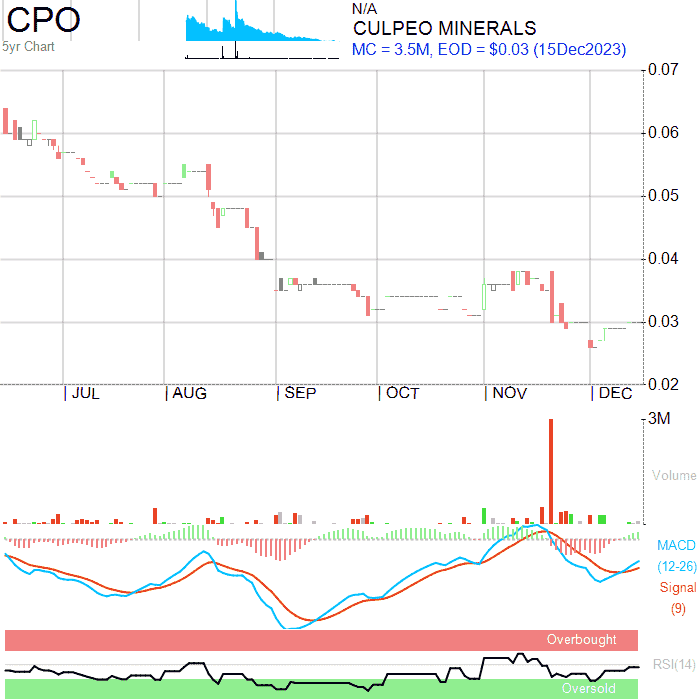 CPO
5yr Chart
N/A
CULPEO MINERALS
MC = 3.5M, EOD = $0.03 (15Dec2023)
0.07
0.06
0.05
0.04
0.03
0.02
JUL AUG SEP OCT NOV DEC
3M
Volume
0
MACD
(12-26)
Signal
(9)
Overbought
RSI(14)
Oversold